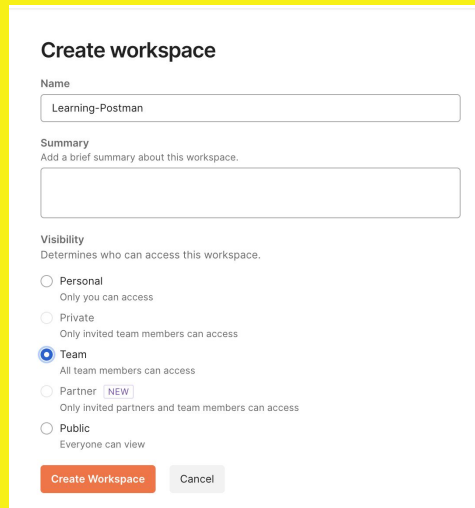 Create workspace
Name
Learning-Postman
Summary
Add a brief summary about this workspace.
Visibility
Determines who can access this workspace.
Personal
Only you can access
Private
Only invited team members can access
Team
All team members can access
Partner NEW
Only invited partners and team members can access
Public
Everyone can view
Create Workspace Cancel